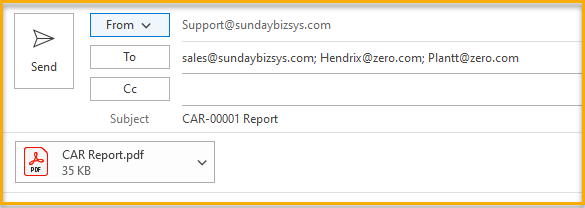 From Support@sundaybizsys.com
Send
To sales@sundaybizsys.com; Hendrix@zero.com; Plantt@zero.com
Cc
Subject CAR-00001 Report
CAR Report.pdf
PDF
35 KB